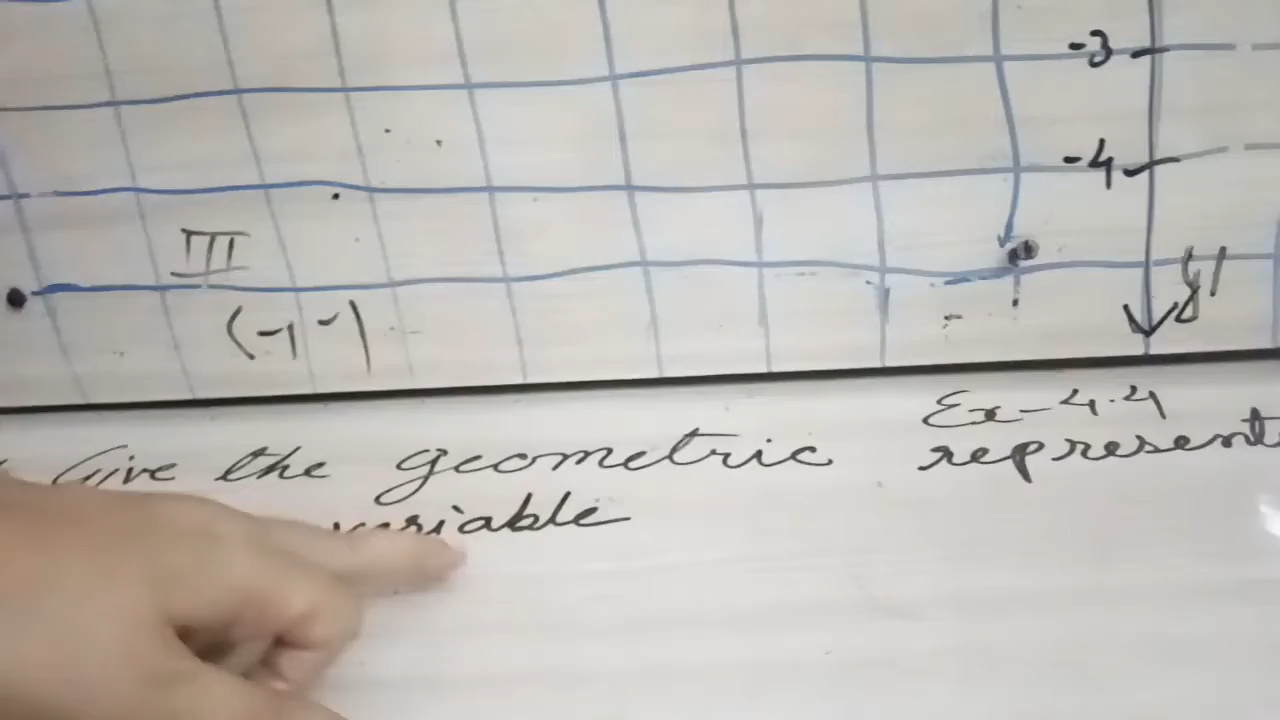 -3
-4
III
y'
(-, -)
Ex-4.4
Give the geometric represent
variable